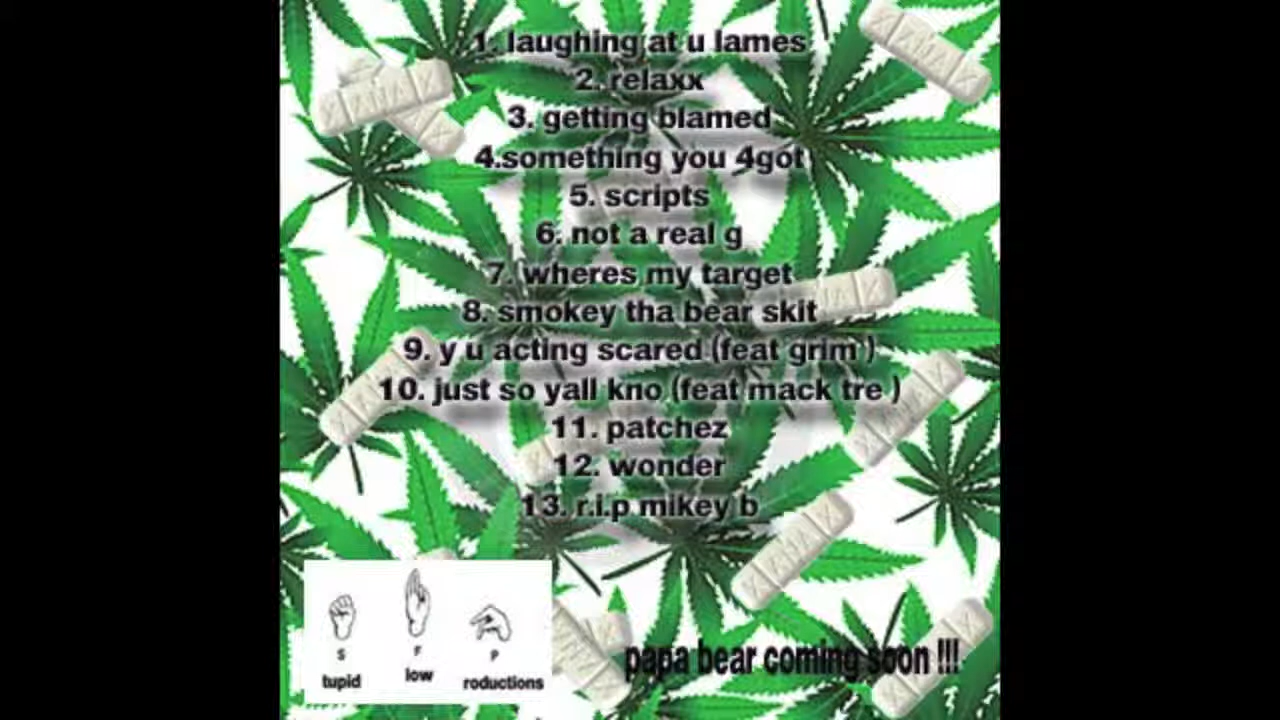 1. laughing at u lames
2. relaxx
3. getting blamed
4.something you 4got
5. scripts
6. not a real g
7. wheres my target
8. smokey tha bear skit
9. y u acting scared (feat grim )
10. just so yall kno (feat mack tre )
11. patchez
12. wonder
13. r.i.p mikey b
S F P
tupid low roductions
papa bear coming soon !!!